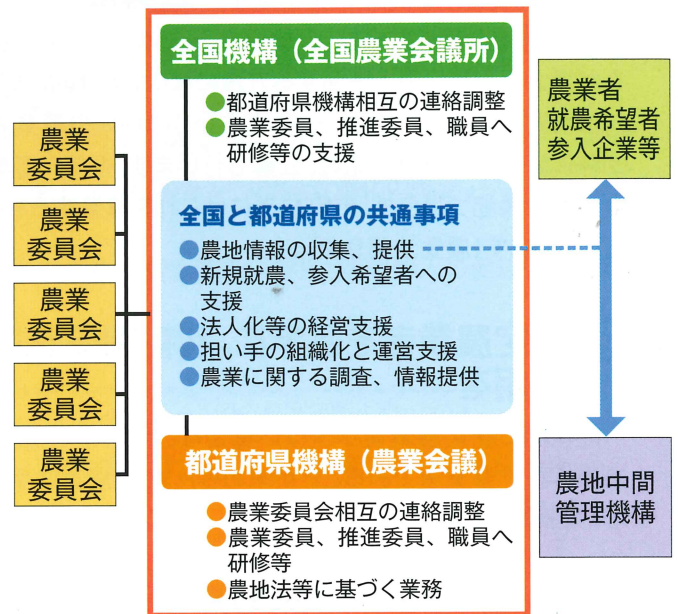 全国機構（全国農業会議所）
●都道府県機構相互の連絡調整
●農業委員、推進委員、職員へ
研修等の支援
農業
委員会
農業
委員会
農業
委員会
農業
委員会
農業
委員会
全国と都道府県の共通事項
●農地情報の収集、提供
●新規就農、参入希望者への
支援
●法人化等の経営支援
●担い手の組織化と運営支援
●農業に関する調査、情報提供
都道府県機構（農業会議）
●農業委員会相互の連絡調整
●農業委員、推進委員、職員へ
研修等
●農地法等に基づく業務
農業者
就農希望者
参入企業等
農地中間
管理機構